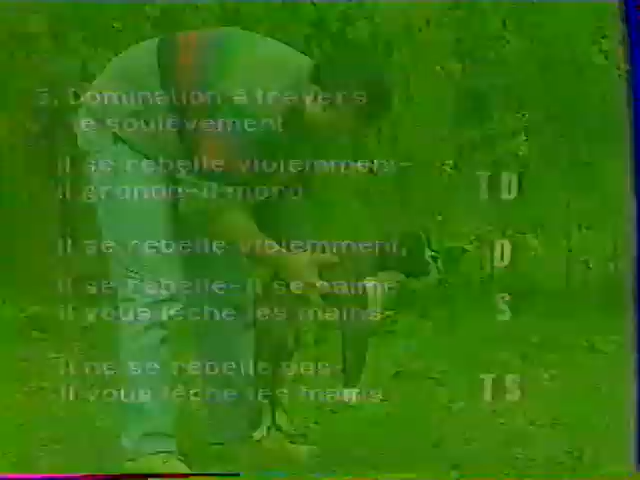 5. Domination à travers
le soulèvement
Il se rebelle violemment-
il grogne-il mord TD
Il se rebelle violemment. D
Il se rebelle-il se calme
il vous lèche les mains- S
Il ne se rebelle pas-
il vous lèche les mains. TS